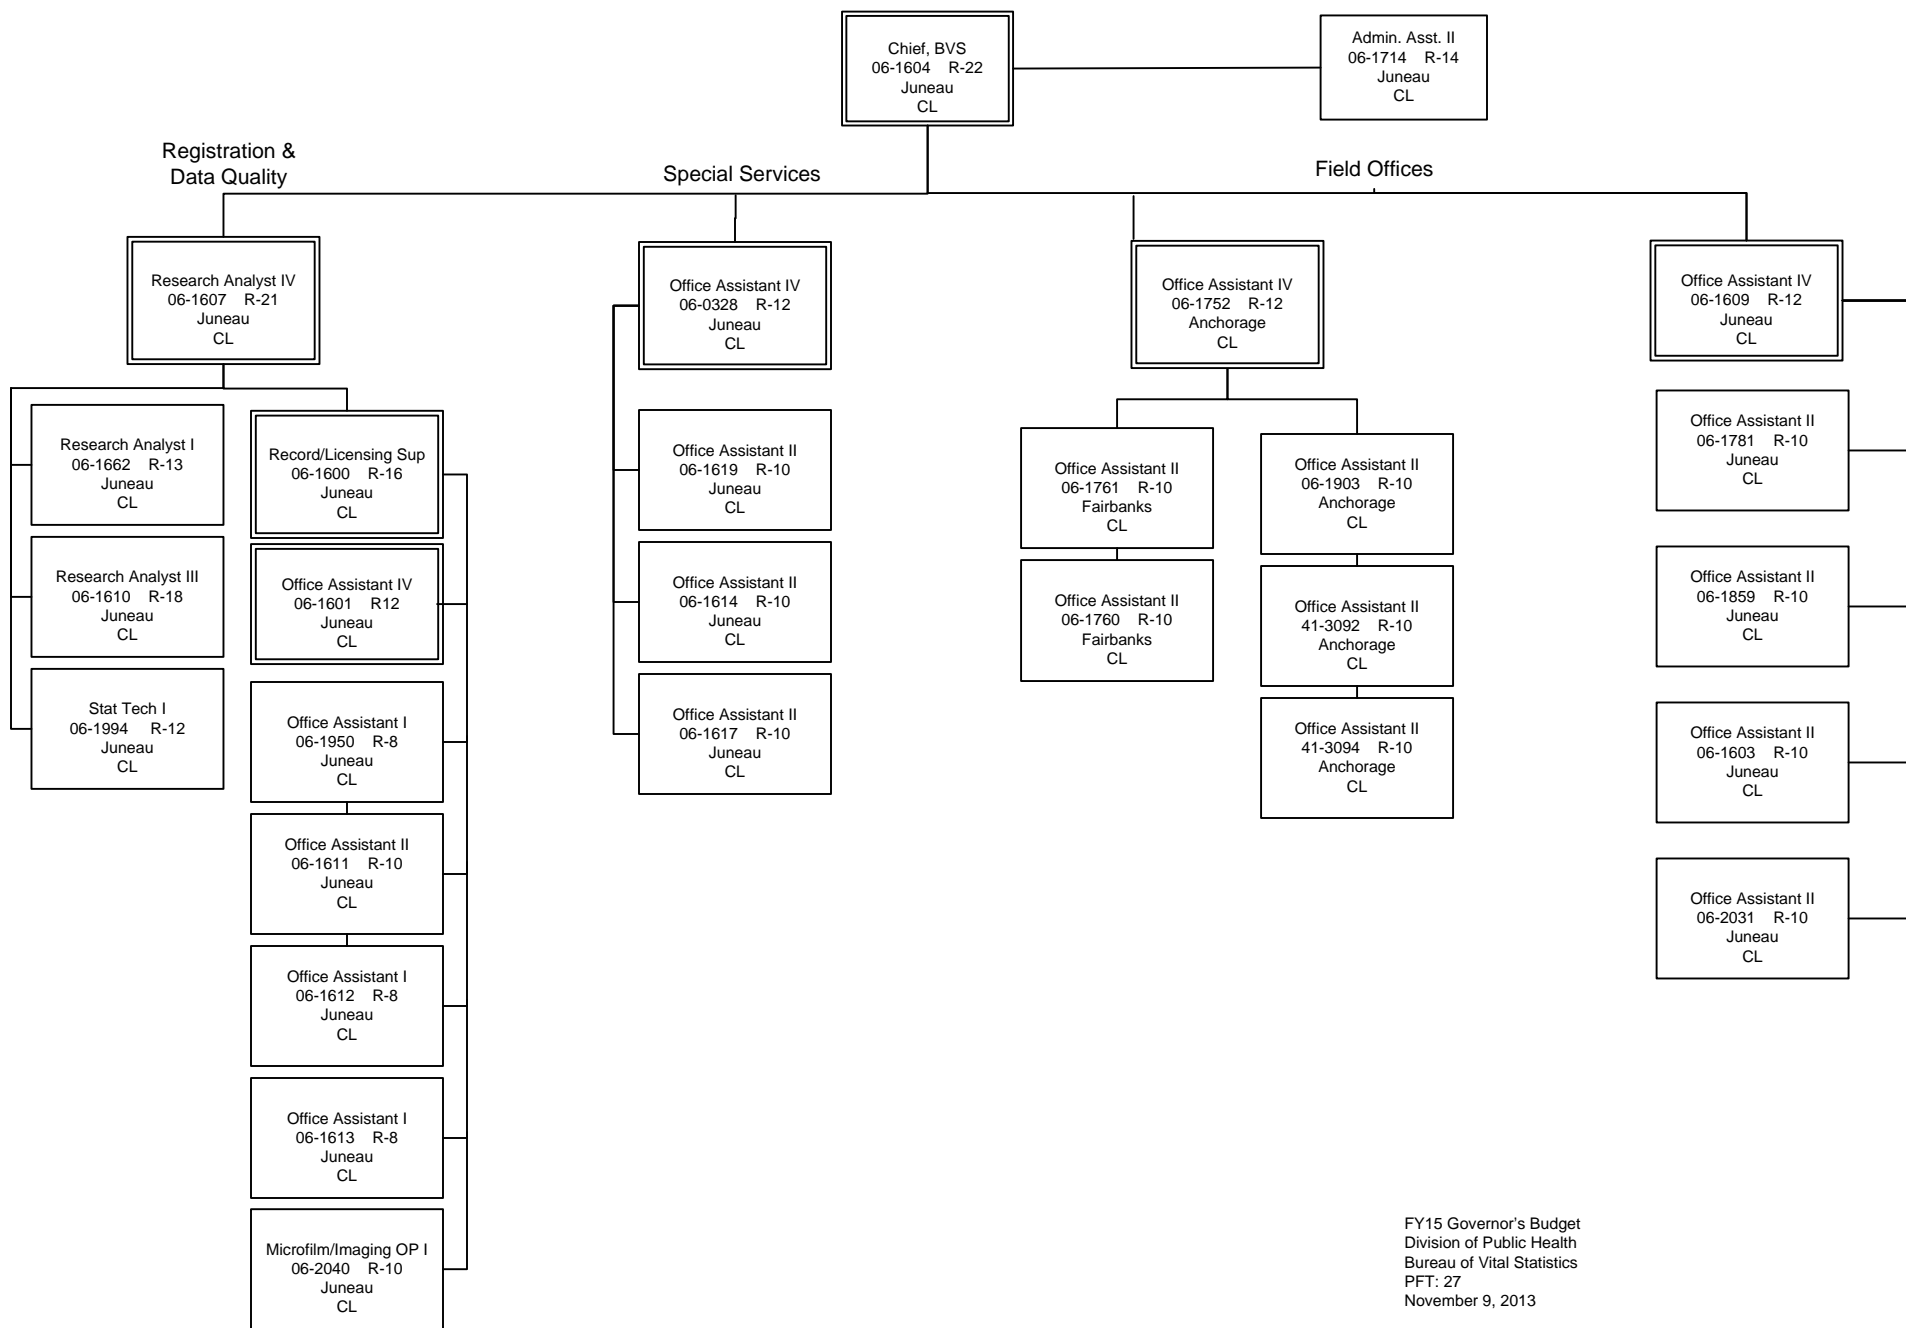 Chief, BVS
06-1604 R-22
Juneau
CL
Admin. Asst. II
06-1714 R-14
Juneau
CL
Registration &
Data Quality
Special Services
Field Offices
Research Analyst IV
06-1607 R-21
Juneau
CL
Office Assistant IV
06-0328 R-12
Juneau
CL
Office Assistant IV
06-1752 R-12
Anchorage
CL
Office Assistant IV
06-1609 R-12
Juneau
CL
Research Analyst I
06-1662 R-13
Juneau
CL
Research Analyst III
06-1610 R-18
Juneau
CL
Stat Tech I
06-1994 R-12
Juneau
CL
Record/Licensing Sup
06-1600 R-16
Juneau
CL
Office Assistant IV
06-1601 R12
Juneau
CL
Office Assistant I
06-1950 R-8
Juneau
CL
Office Assistant II
06-1611 R-10
Juneau
CL
Office Assistant I
06-1612 R-8
Juneau
CL
Office Assistant I
06-1613 R-8
Juneau
CL
Microfilm/Imaging OP I
06-2040 R-10
Juneau
CL
Office Assistant II
06-1619 R-10
Juneau
CL
Office Assistant II
06-1614 R-10
Juneau
CL
Office Assistant II
06-1617 R-10
Juneau
CL
Office Assistant II
06-1761 R-10
Fairbanks
CL
Office Assistant II
06-1760 R-10
Fairbanks
CL
Office Assistant II
06-1903 R-10
Anchorage
CL
Office Assistant II
41-3092 R-10
Anchorage
CL
Office Assistant II
41-3094 R-10
Anchorage
CL
Office Assistant II
06-1781 R-10
Juneau
CL
Office Assistant II
06-1859 R-10
Juneau
CL
Office Assistant II
06-1603 R-10
Juneau
CL
Office Assistant II
06-2031 R-10
Juneau
CL
FY15 Governor's Budget
Division of Public Health
Bureau of Vital Statistics
PFT: 27
November 9, 2013